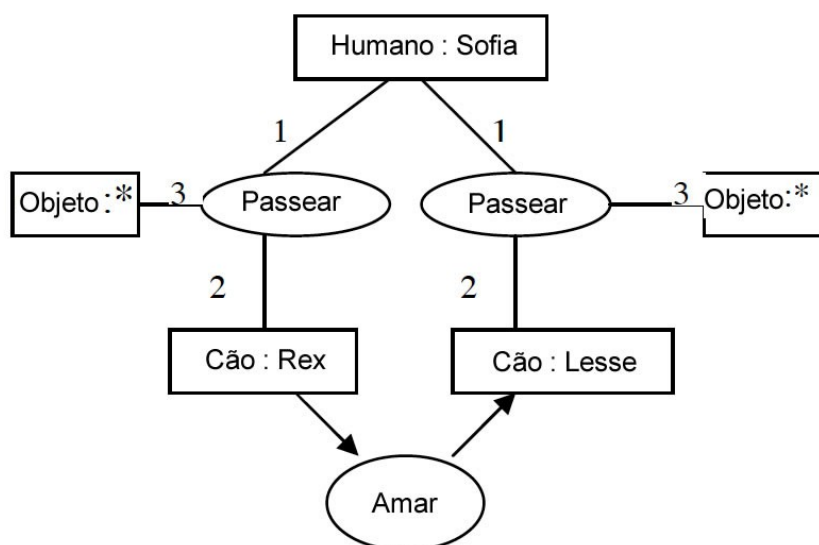 Humano : Sofia
1
1
Objeto :*
3
Passear
Passear
3
Objeto:*
2
2
Cão : Rex
Cão : Lesse
Amar